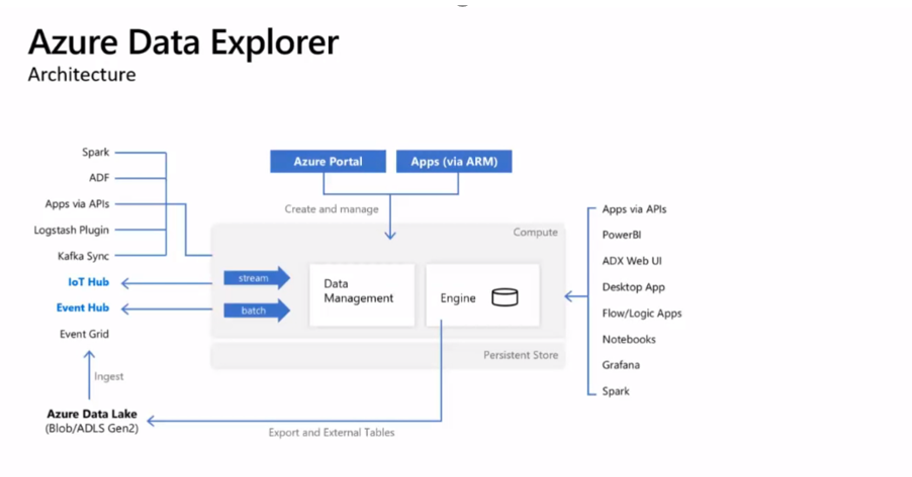 Azure Data Explorer
Architecture
Spark
ADF
Apps via APIs
Logstash Plugin
Kafka Sync
IoT Hub
Event Hub
Event Grid
Ingest
Azure Data Lake
(Blob/ADLS Gen2)
Azure Portal
Apps (via ARM)
Create and manage
Compute
stream
batch
Data
Management
Engine
Persistent Store
Export and External Tables
Apps via APIs
PowerBI
ADX Web UI
Desktop App
Flow/Logic Apps
Notebooks
Grafana
Spark